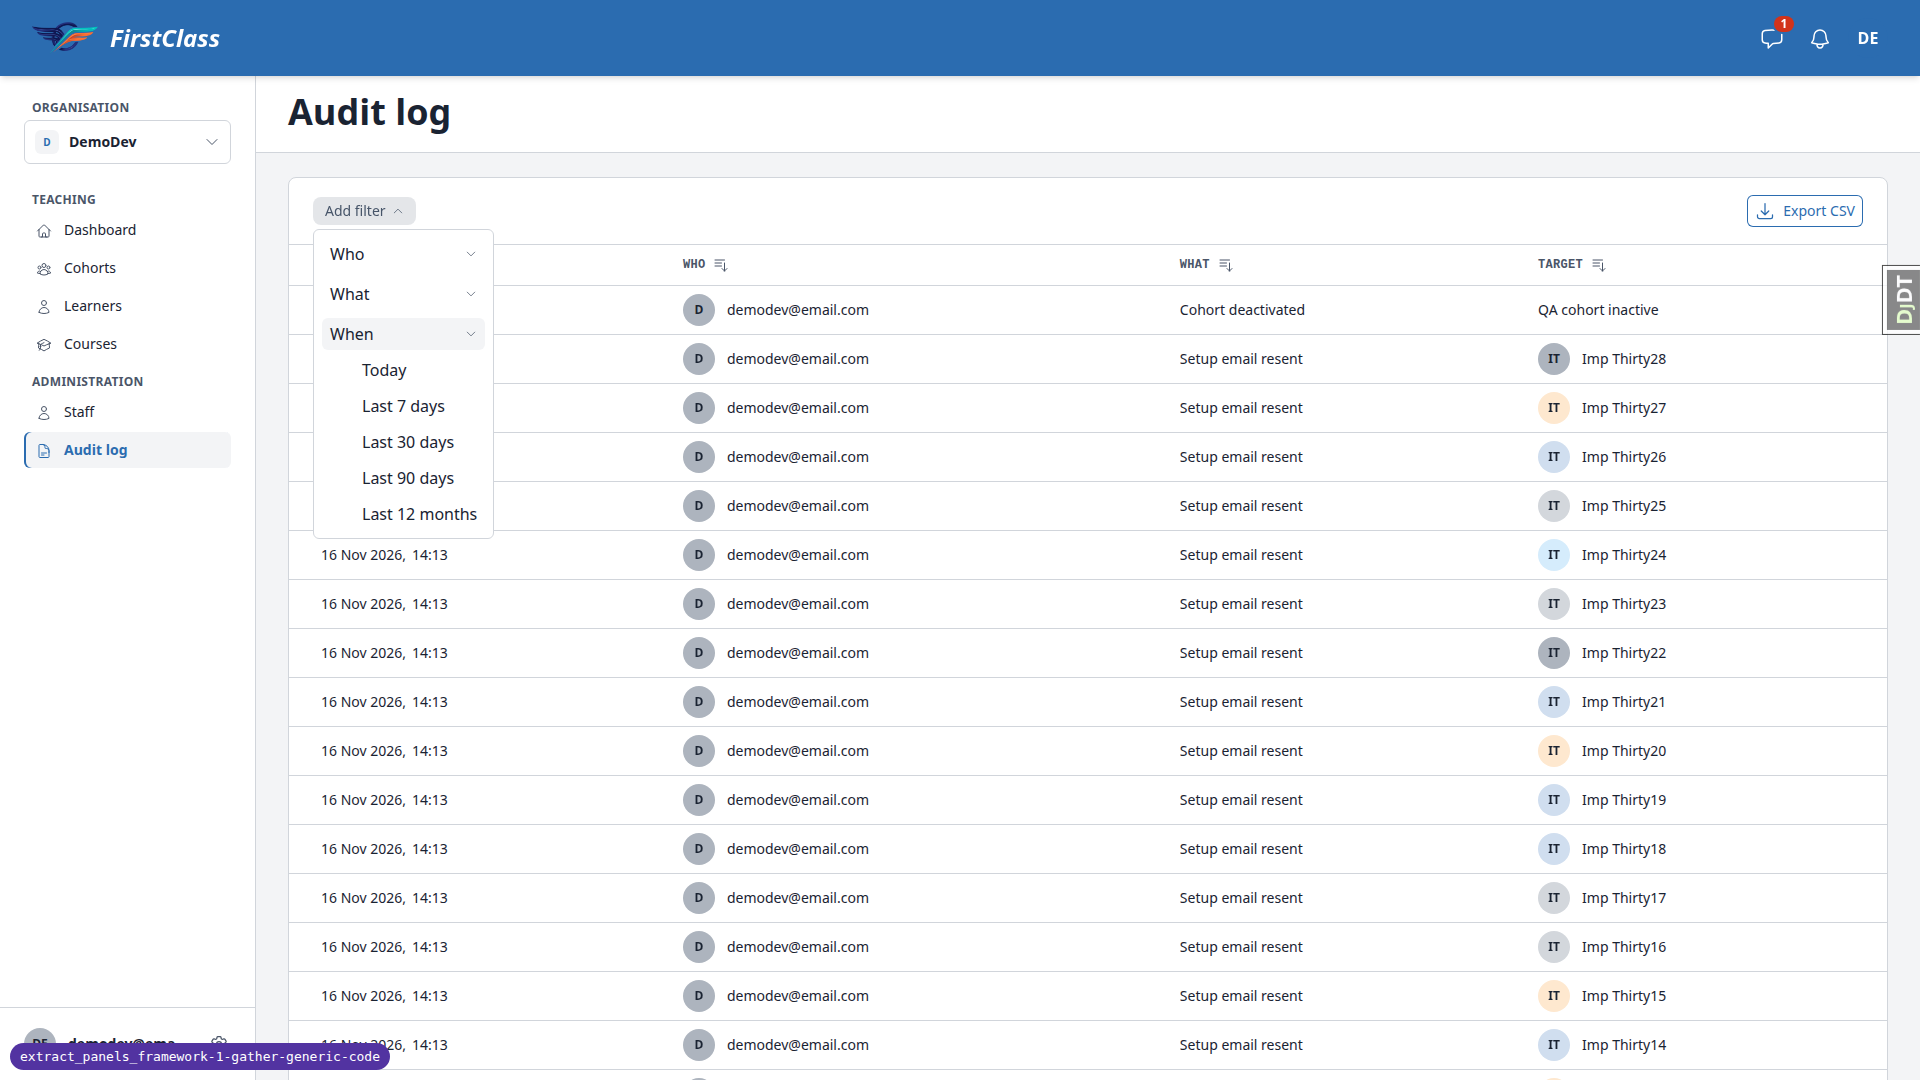 FirstClass
1
DE
ORGANISATION
D DemoDev
TEACHING
Dashboard
Cohorts
Learners
Courses
ADMINISTRATION
Staff
Audit log
extract_panels_framework-1-gather-generic-code
Audit log
Add filter
Export CSV
Who
What
When
Today
Last 7 days
Last 30 days
Last 90 days
Last 12 months
WHO WHAT TARGET
D demodev@email.com Cohort deactivated QA cohort inactive
D demodev@email.com Setup email resent IT Imp Thirty28
D demodev@email.com Setup email resent IT Imp Thirty27
D demodev@email.com Setup email resent IT Imp Thirty26
D demodev@email.com Setup email resent IT Imp Thirty25
16 Nov 2026, 14:13 D demodev@email.com Setup email resent IT Imp Thirty24
16 Nov 2026, 14:13 D demodev@email.com Setup email resent IT Imp Thirty23
16 Nov 2026, 14:13 D demodev@email.com Setup email resent IT Imp Thirty22
16 Nov 2026, 14:13 D demodev@email.com Setup email resent IT Imp Thirty21
16 Nov 2026, 14:13 D demodev@email.com Setup email resent IT Imp Thirty20
16 Nov 2026, 14:13 D demodev@email.com Setup email resent IT Imp Thirty19
16 Nov 2026, 14:13 D demodev@email.com Setup email resent IT Imp Thirty18
16 Nov 2026, 14:13 D demodev@email.com Setup email resent IT Imp Thirty17
16 Nov 2026, 14:13 D demodev@email.com Setup email resent IT Imp Thirty16
16 Nov 2026, 14:13 D demodev@email.com Setup email resent IT Imp Thirty15
2026, 14:13 D demodev@email.com Setup email resent IT Imp Thirty14
DjDT